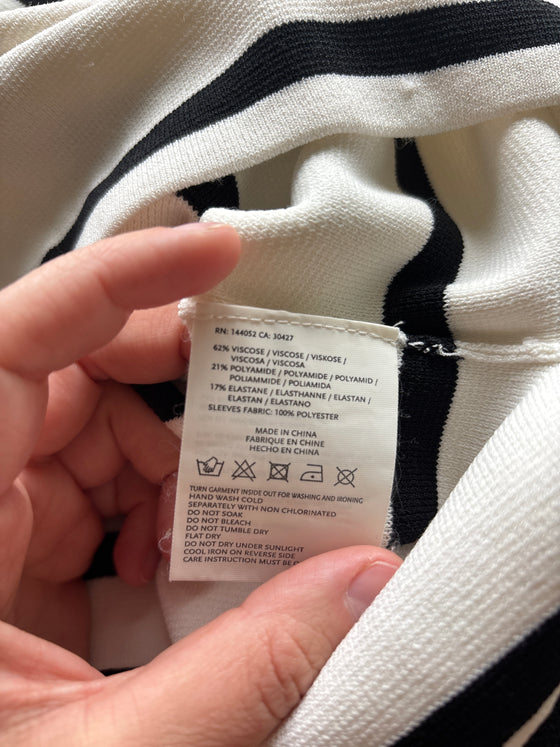 RN: 144052 CA: 30427
62% VISCOSE / VISCOSE / VISKOSE /
VISCOSA / VISCOSA
21% POLYAMIDE / POLYAMIDE / POLYAMID /
POLIAMMIDE / POLIAMIDA
17% ELASTANE / ELASTHANNE / ELASTAN /
ELASTAN / ELASTANO
SLEEVES FABRIC: 100% POLYESTER
MADE IN CHINA
FABRIQUE EN CHINE
HECHO EN CHINA
TURN GARMENT INSIDE OUT FOR WASHING AND IRONING
HAND WASH COLD
SEPARATELY WITH NON CHLORINATED
DO NOT SOAK
DO NOT BLEACH
DO NOT TUMBLE DRY
FLAT DRY
DO NOT DRY UNDER SUNLIGHT
COOL IRON ON REVERSE SIDE
CARE INSTRUCTION MUST